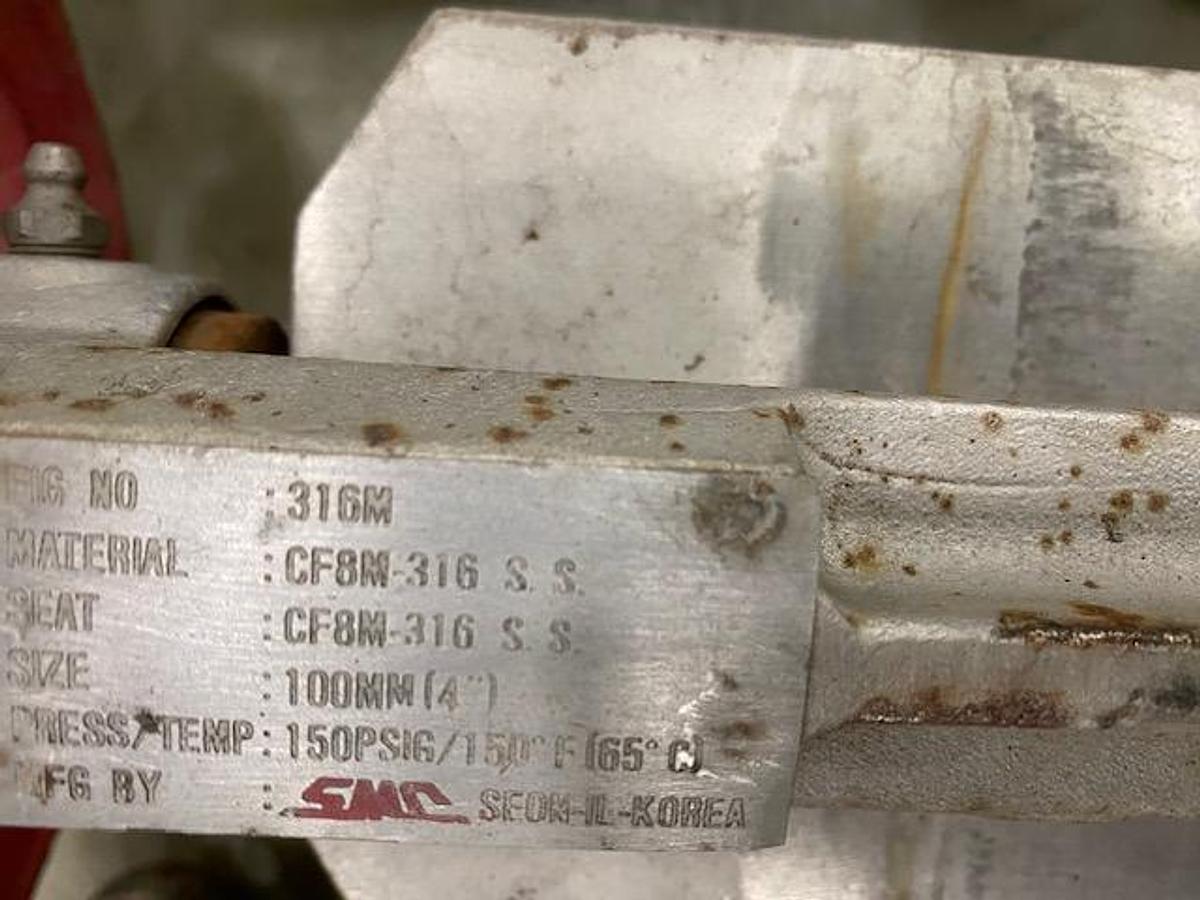 FIG NO : 316M
MATERIAL : CF8M-316 S. S.
SEAT : CF8M-316 S. S.
SIZE : 100MM (4")
PRESS/TEMP : 150PSIG/150°F (65°C)
MFG BY : SMC SEON-IL-KOREA